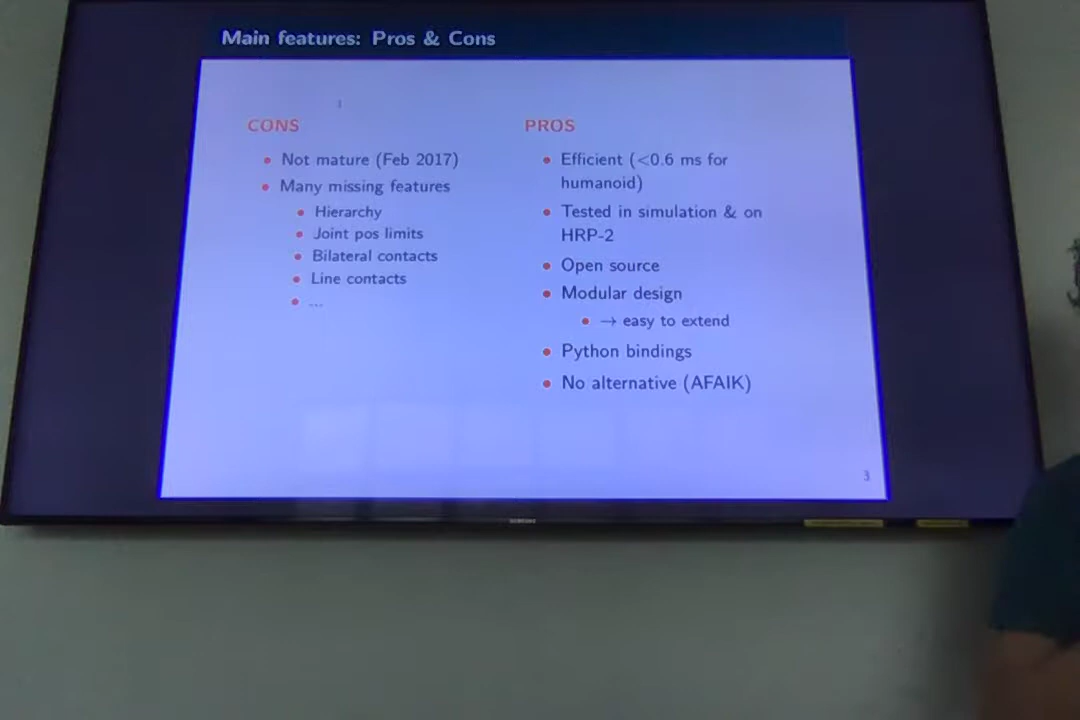 Main features: Pros & Cons
CONS
• Not mature (Feb 2017)
• Many missing features
• Hierarchy
• Joint pos limits
• Bilateral contacts
• Line contacts
• ...
PROS
• Efficient (<0.6 ms for
humanoid)
• Tested in simulation & on
HRP-2
• Open source
• Modular design
• → easy to extend
• Python bindings
• No alternative (AFAIK)
3
SAMSUNG